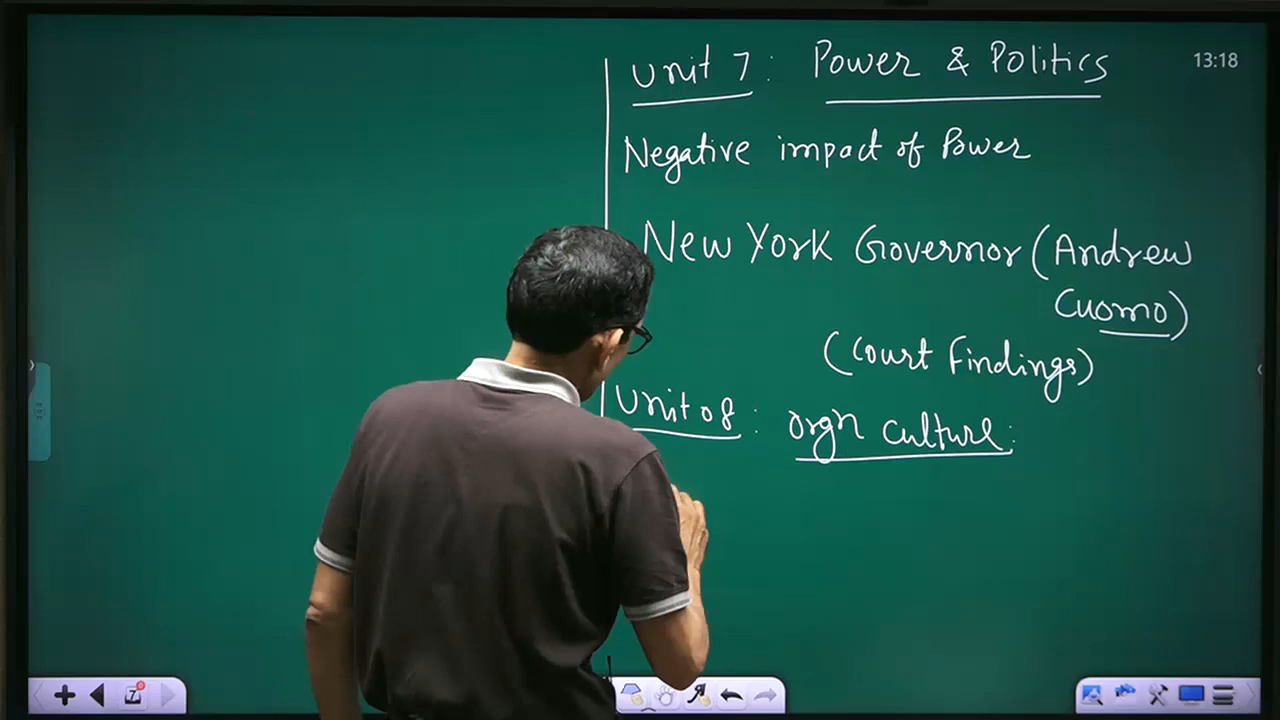 Unit 7: Power & Politics
13:18
Negative impact of Power
New York Governor (Andrew
Cuomo)
(Court Findings)
Unit 08: Orgn Culture:
7